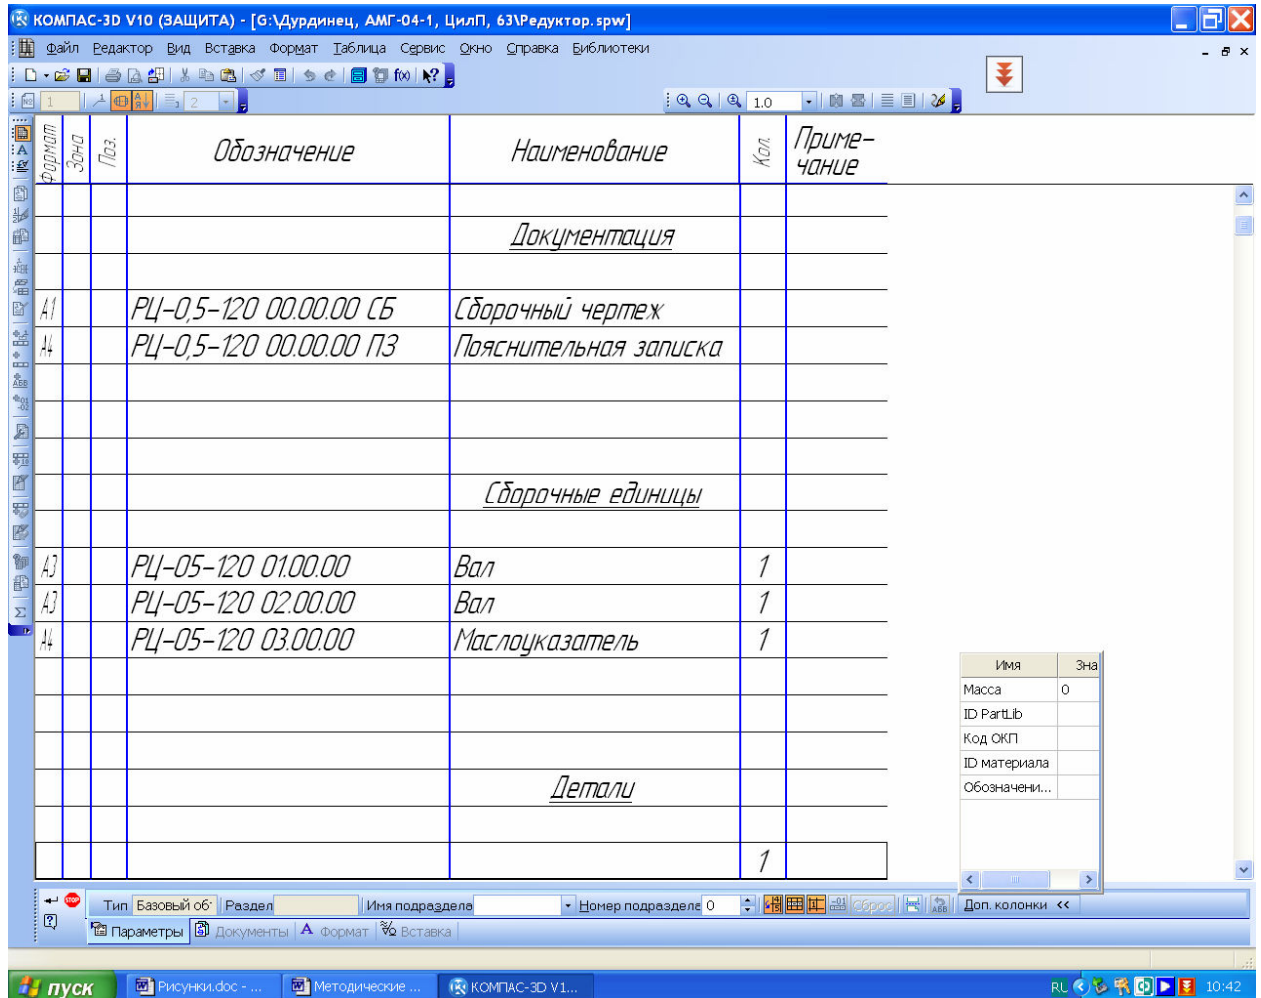 КОМПАС-3D V10 (ЗАЩИТА) - [G:\Дурдинец, АМГ-04-1, ЦилП, 63\Редуктор.spw]
Файл Редактор Вид Вставка Формат Таблица Сервис Окно Справка Библиотеки
1 2 1.0
Формат Зона Поз. Обозначение Наименование Кол. Приме-
чание
Документация
А1 РЦ-0,5-120 00.00.00 СБ Сборочный чертеж
А4 РЦ-0,5-120 00.00.00 ПЗ Пояснительная записка
Сборочные единицы
А3 РЦ-05-120 01.00.00 Вал 1
А3 РЦ-05-120 02.00.00 Вал 1
А4 РЦ-05-120 03.00.00 Маслоуказатель 1
Детали
1
Имя Зна
Масса 0
ID PartLib
Код ОКП
ID материала
Обозначени...
Тип Базовый об Раздел Имя подраздела Номер подраздела 0 Сброс Доп. колонки <<
Параметры Документы Формат Вставка
пуск Рисунки.doc - ... Методические ... КОМПАС-3D V1... RU 10:42